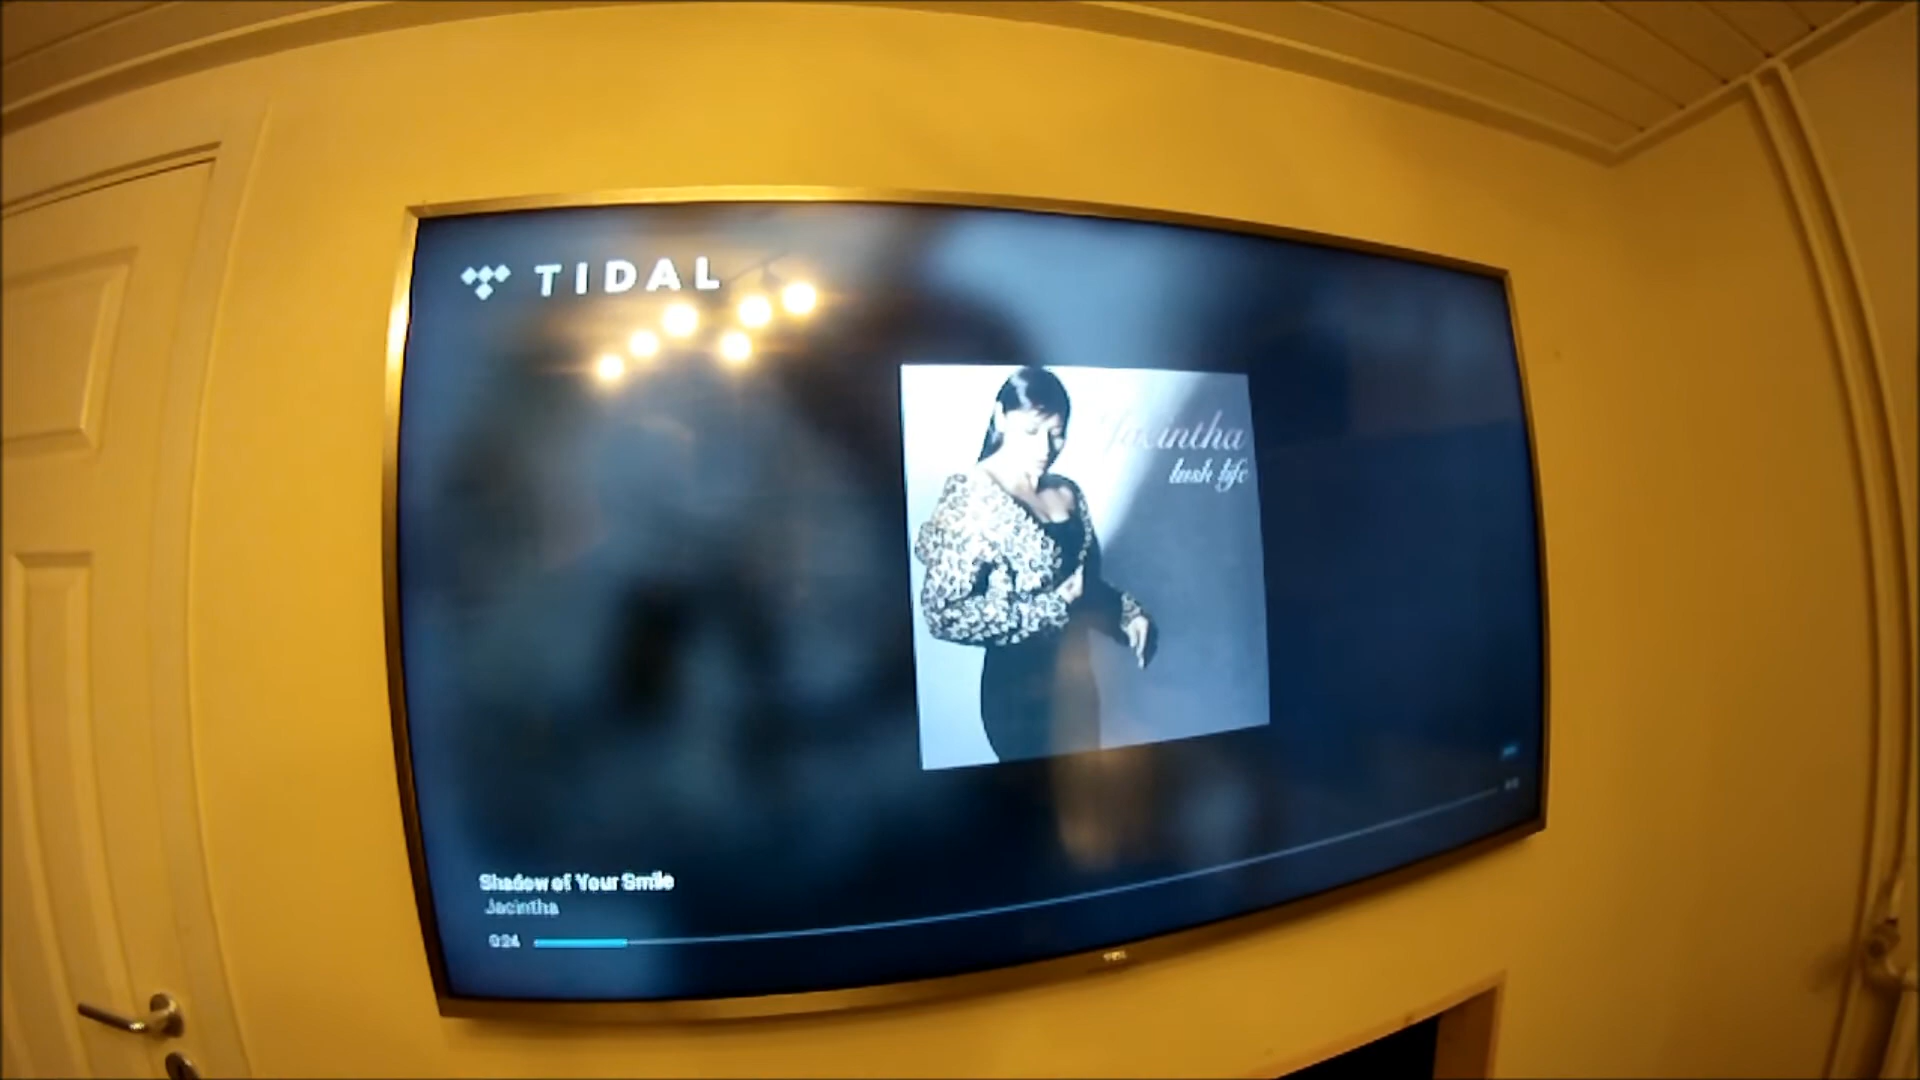 TIDAL
Jacintha
lush life
Shadow of Your Smile
Jacintha
0:24